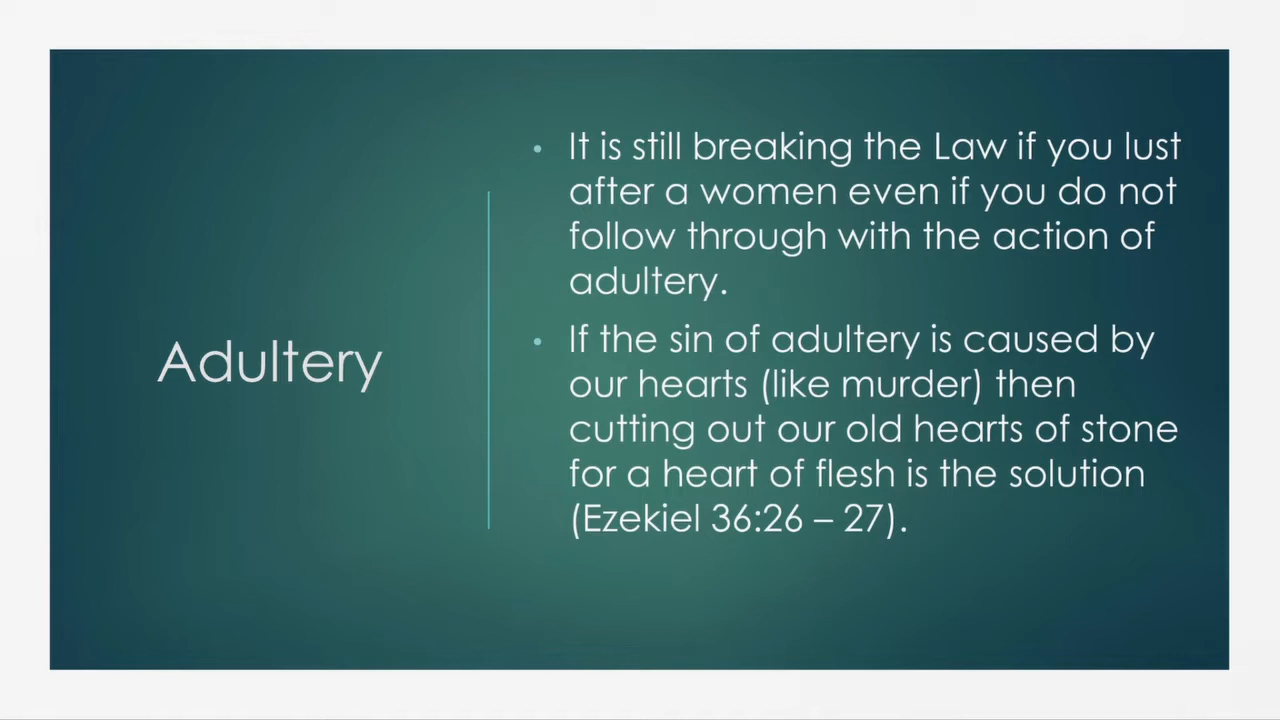 Adultery
• It is still breaking the Law if you lust
after a women even if you do not
follow through with the action of
adultery.
• If the sin of adultery is caused by
our hearts (like murder) then
cutting out our old hearts of stone
for a heart of flesh is the solution
(Ezekiel 36:26 – 27).